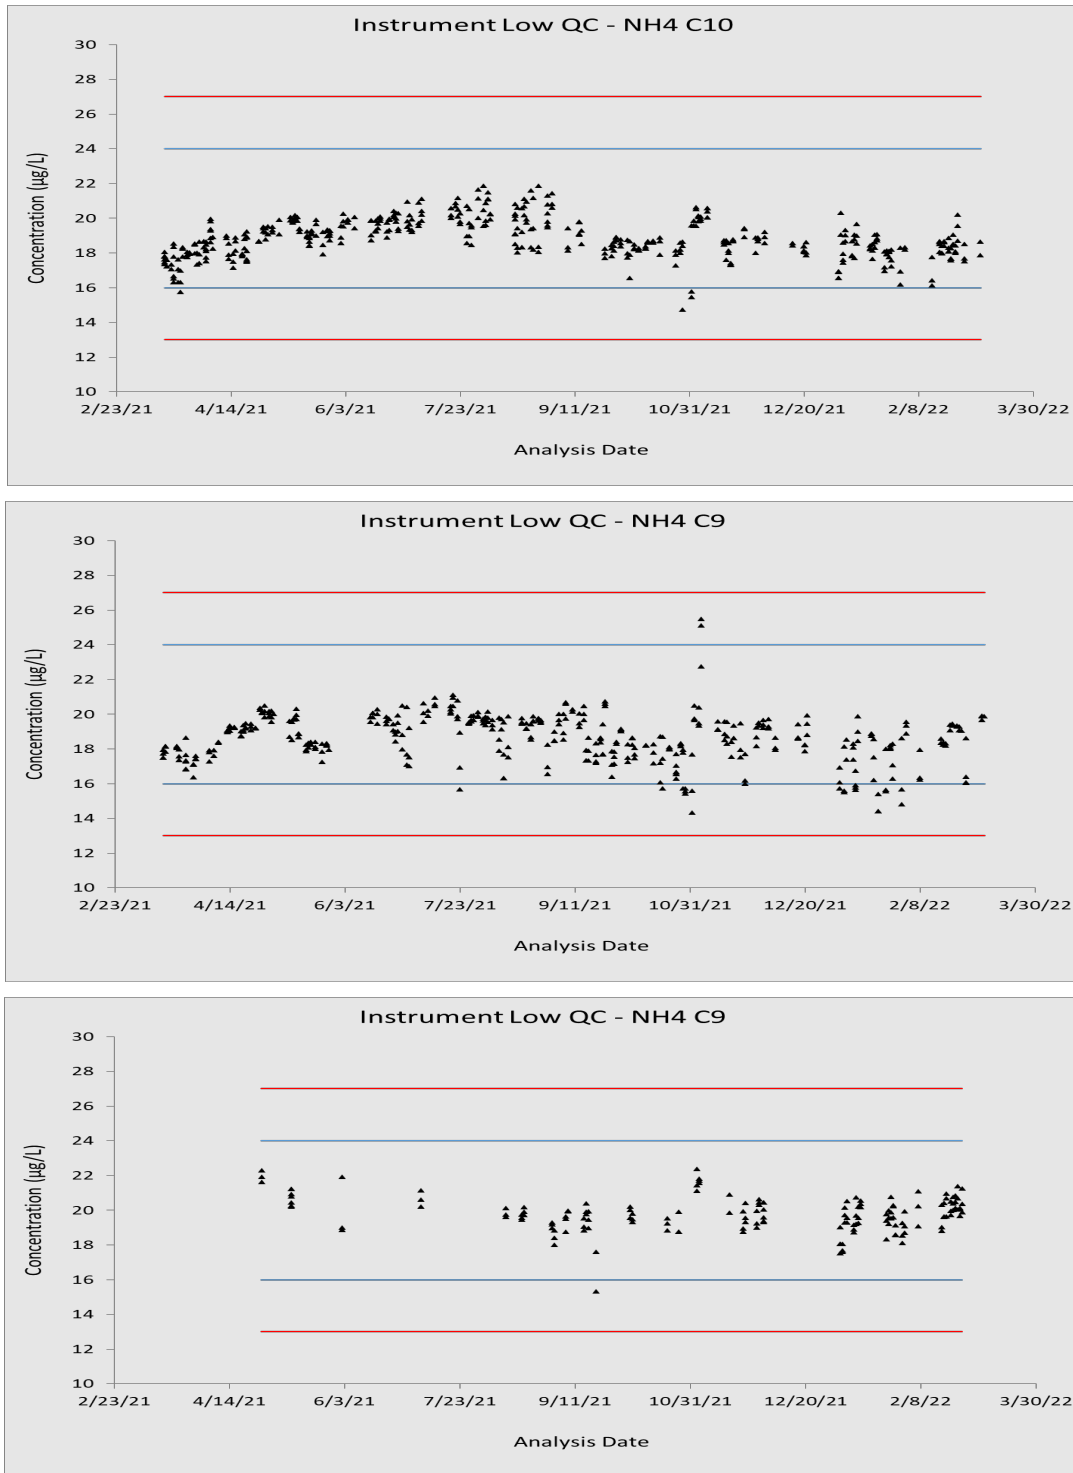 Instrument Low QC - NH4 C10
30
28
26
24
22
20
18
16
14
12
10
Concentration (µg/L)
2/23/21 4/14/21 6/3/21 7/23/21 9/11/21 10/31/21 12/20/21 2/8/22 3/30/22
Analysis Date
Instrument Low QC - NH4 C9
30
28
26
24
22
20
18
16
14
12
10
Concentration (µg/L)
2/23/21 4/14/21 6/3/21 7/23/21 9/11/21 10/31/21 12/20/21 2/8/22 3/30/22
Analysis Date
Instrument Low QC - NH4 C9
30
28
26
24
22
20
18
16
14
12
10
Concentration (µg/L)
2/23/21 4/14/21 6/3/21 7/23/21 9/11/21 10/31/21 12/20/21 2/8/22 3/30/22
Analysis Date